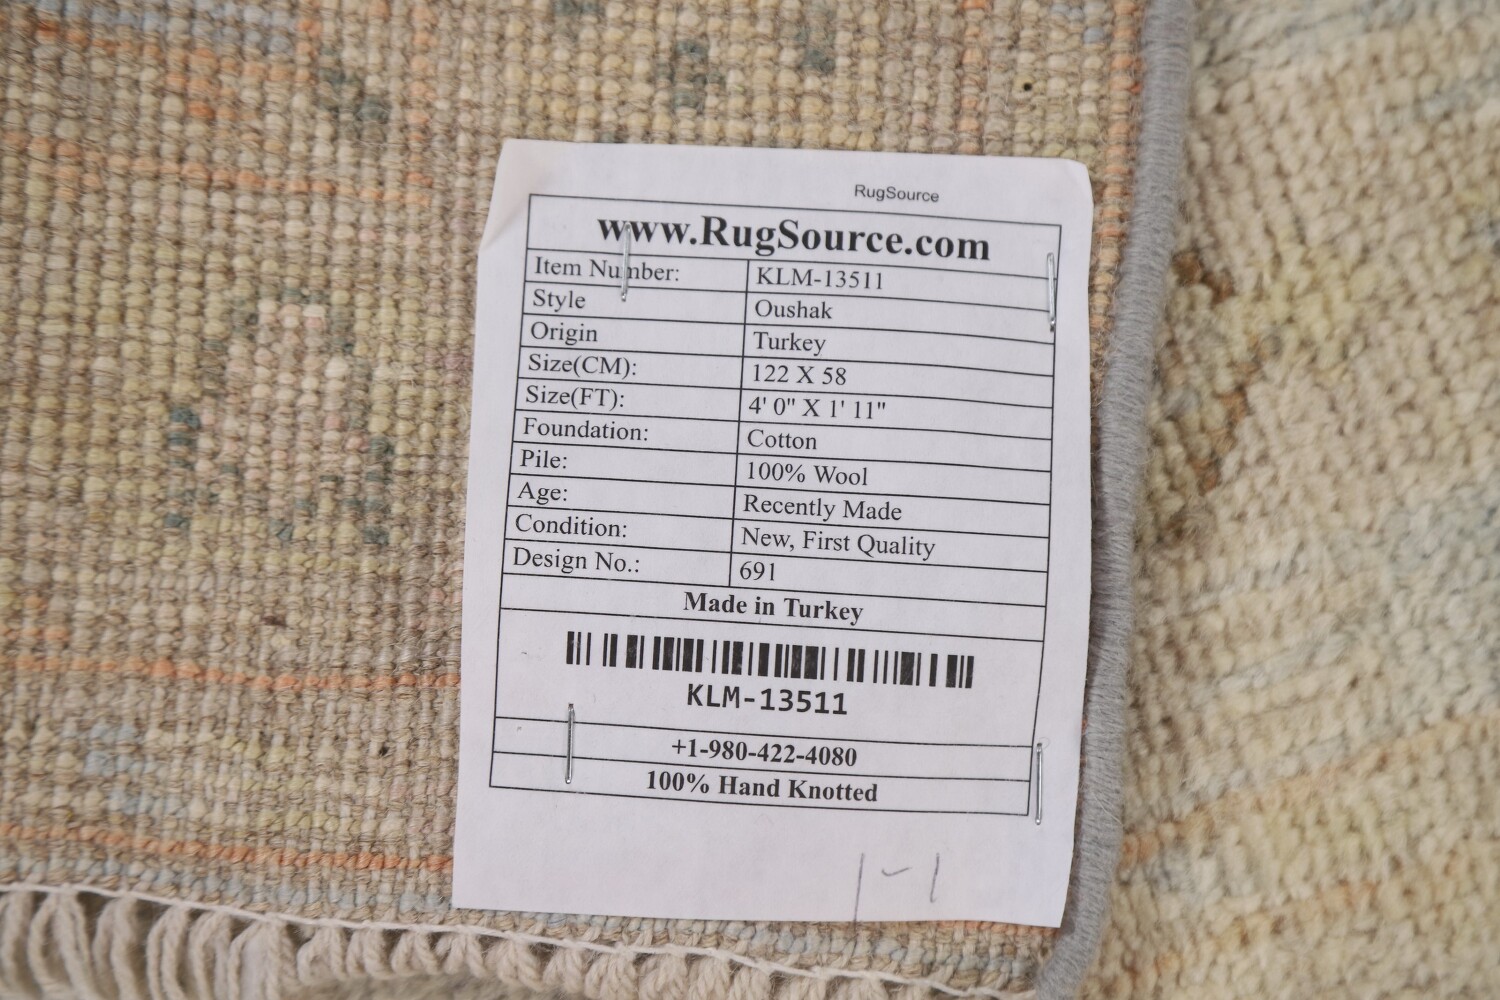 RugSource
www.RugSource.com
Item Number: KLM-13511
Style Oushak
Origin Turkey
Size(CM): 122 X 58
Size(FT): 4' 0" X 1' 11"
Foundation: Cotton
Pile: 100% Wool
Age: Recently Made
Condition: New, First Quality
Design No.: 691
Made in Turkey
KLM-13511
+1-980-422-4080
100% Hand Knotted
1-1